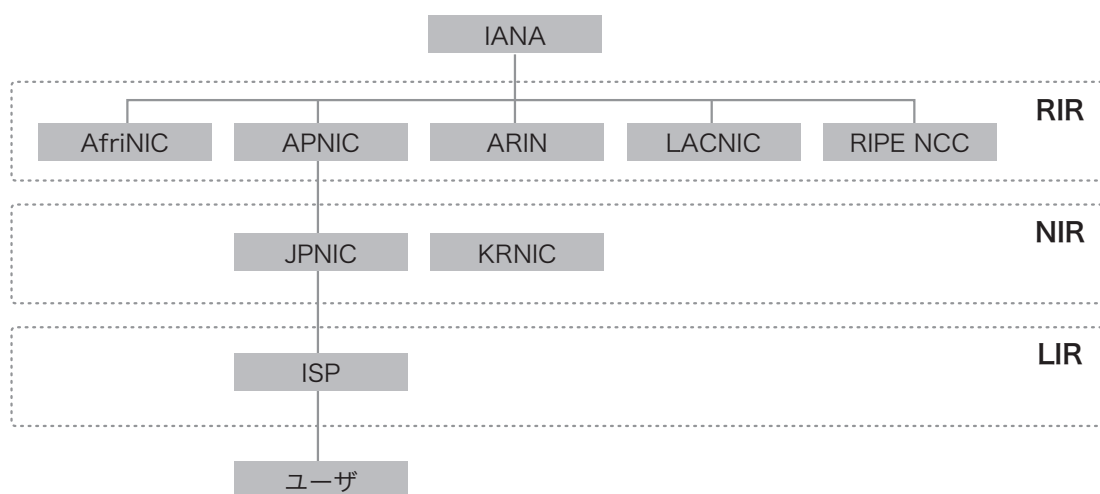 IANA
RIR
AfriNIC
APNIC
ARIN
LACNIC
RIPE NCC
NIR
JPNIC
KRNIC
LIR
ISP
ユーザ